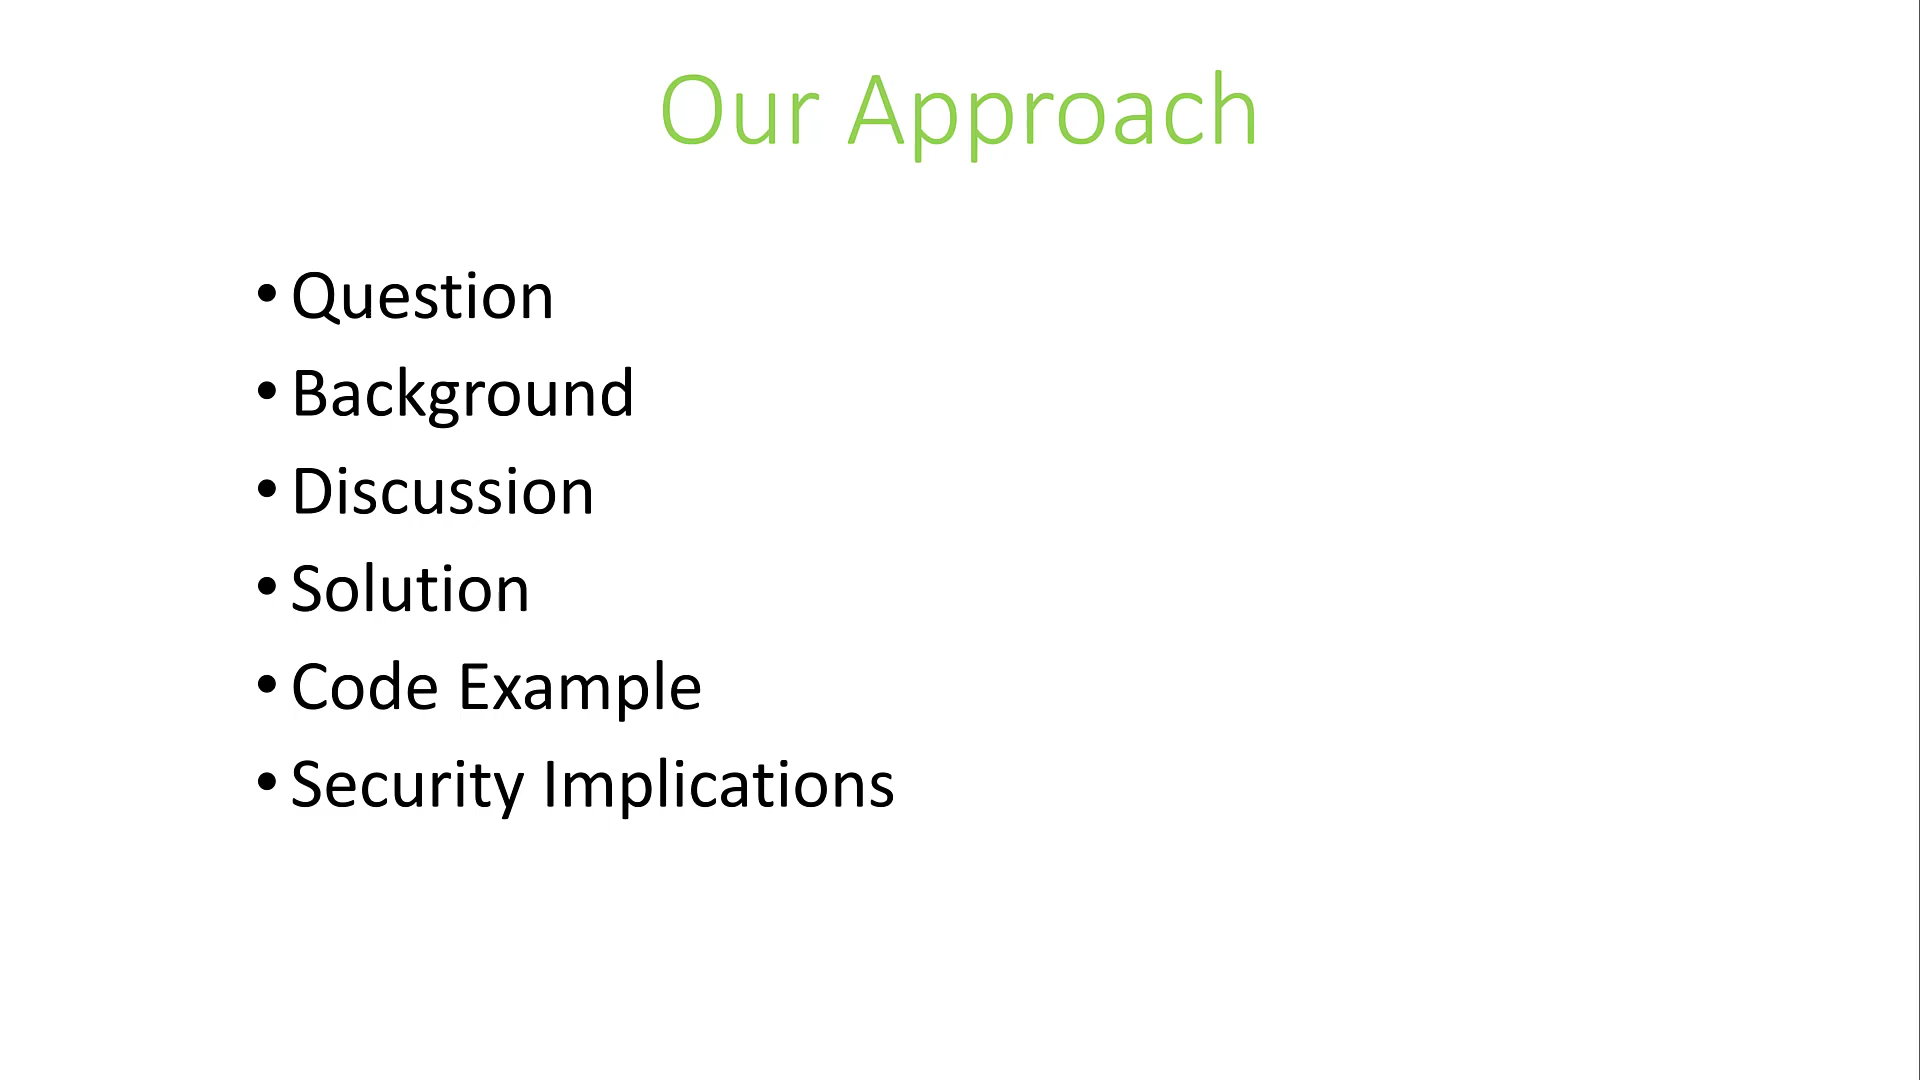 Our Approach
• Question
• Background
• Discussion
• Solution
• Code Example
• Security Implications